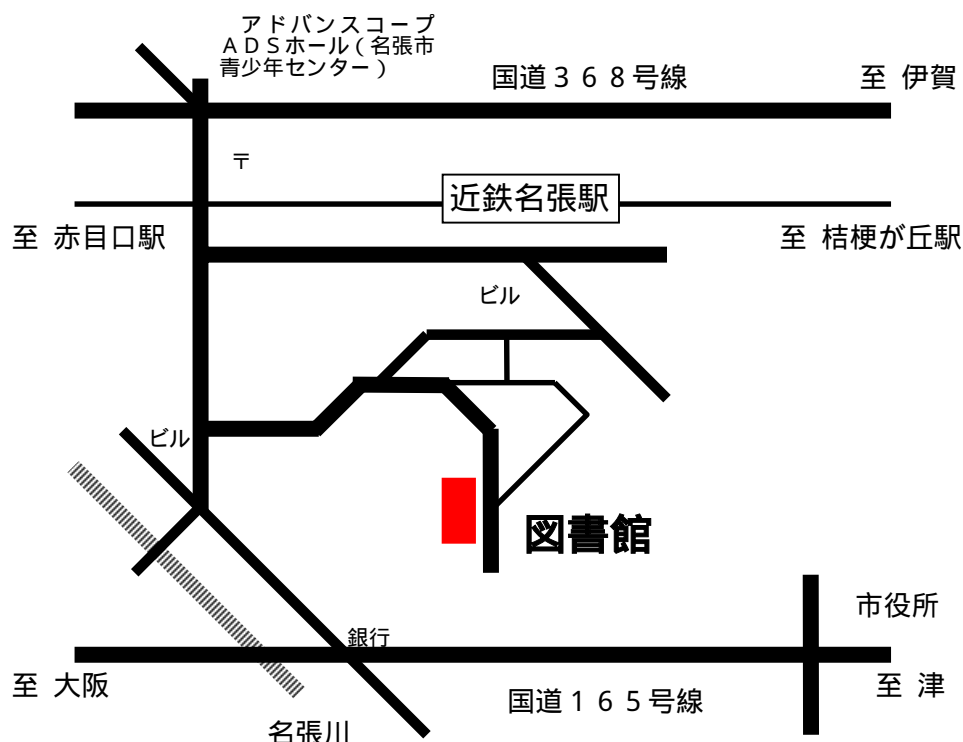 アドバンスコープ
ＡＤＳホール（名張市
青少年センター）
国道３６８号線
至 伊賀
〒
近鉄名張駅
至 赤目口駅
至 桔梗が丘駅
ビル
ビル
図書館
市役所
銀行
至 大阪
国道１６５号線
至 津
名張川